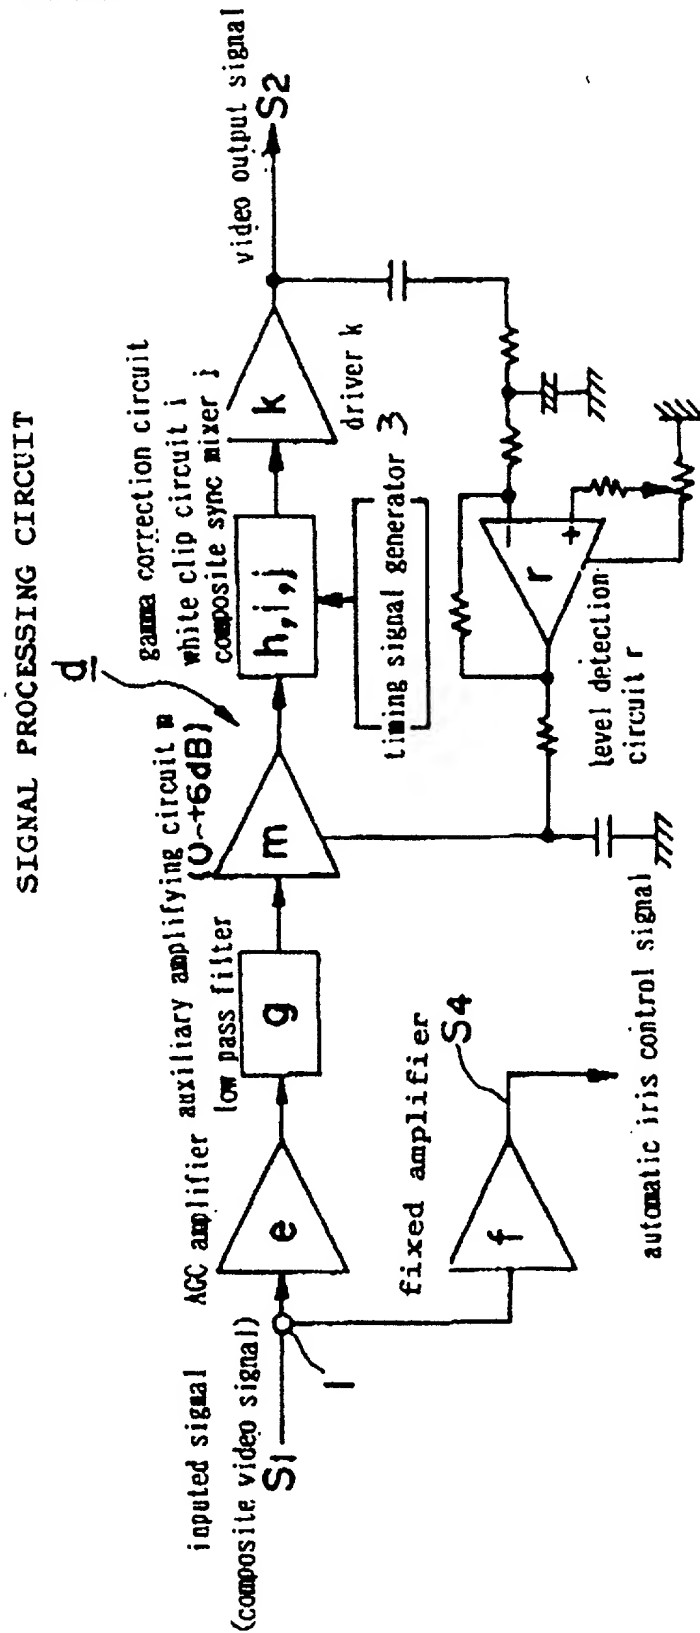 SIGNAL PROCESSING CIRCUIT
d
inputed signal
(composite video signal)
S1
1
AGC amplifier
e
auxiliary amplifying circuit m
(0-+6dB)
low pass filter
g
m
gamma correction circuit
white clip circuit i
composite sync mixer j
h,i,j
timing signal generator 3
k
driver k
video output signal
S2
fixed amplifier
f
S4
automatic iris control signal
level detection
circuit r
r
-
+